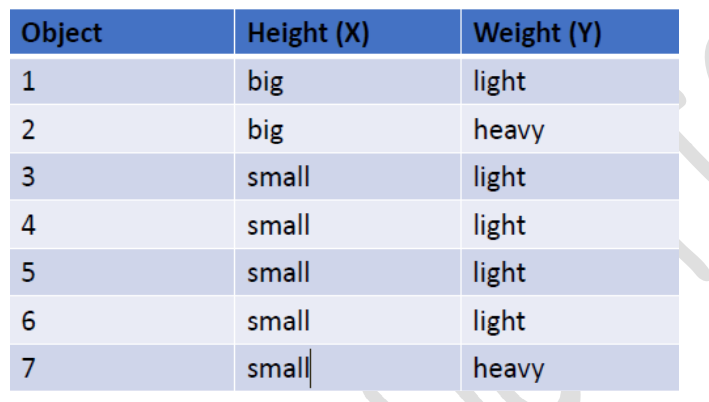 Object Height (X) Weight (Y)
1 big light
2 big heavy
3 small light
4 small light
5 small light
6 small light
7 small heavy